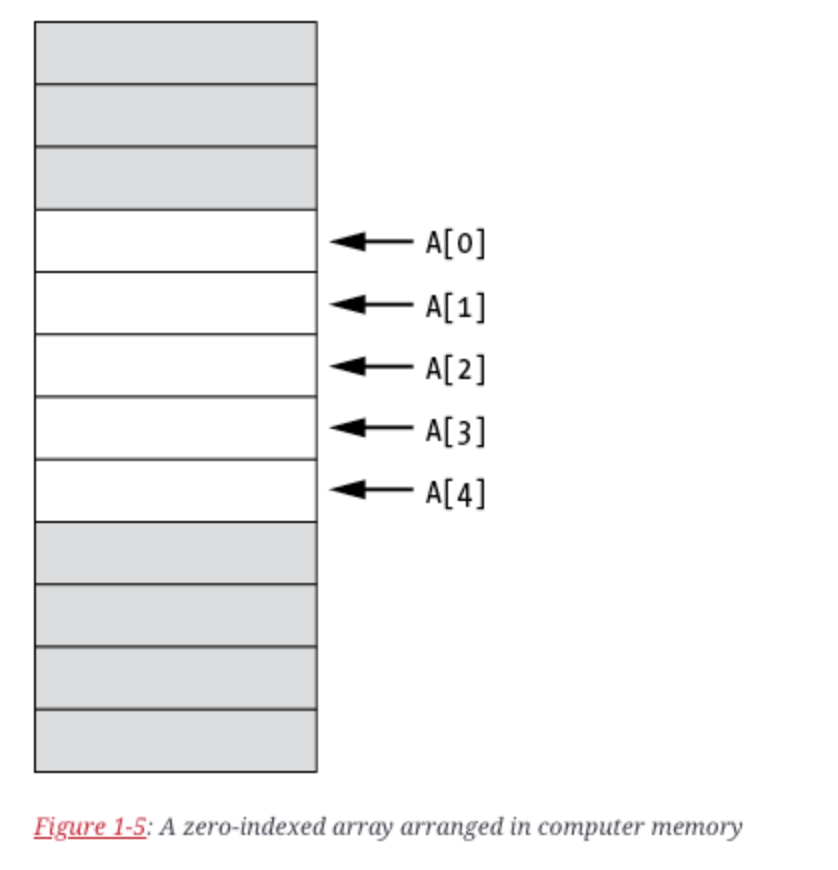 A[0]
A[1]
A[2]
A[3]
A[4]
Figure 1-5: A zero-indexed array arranged in computer memory